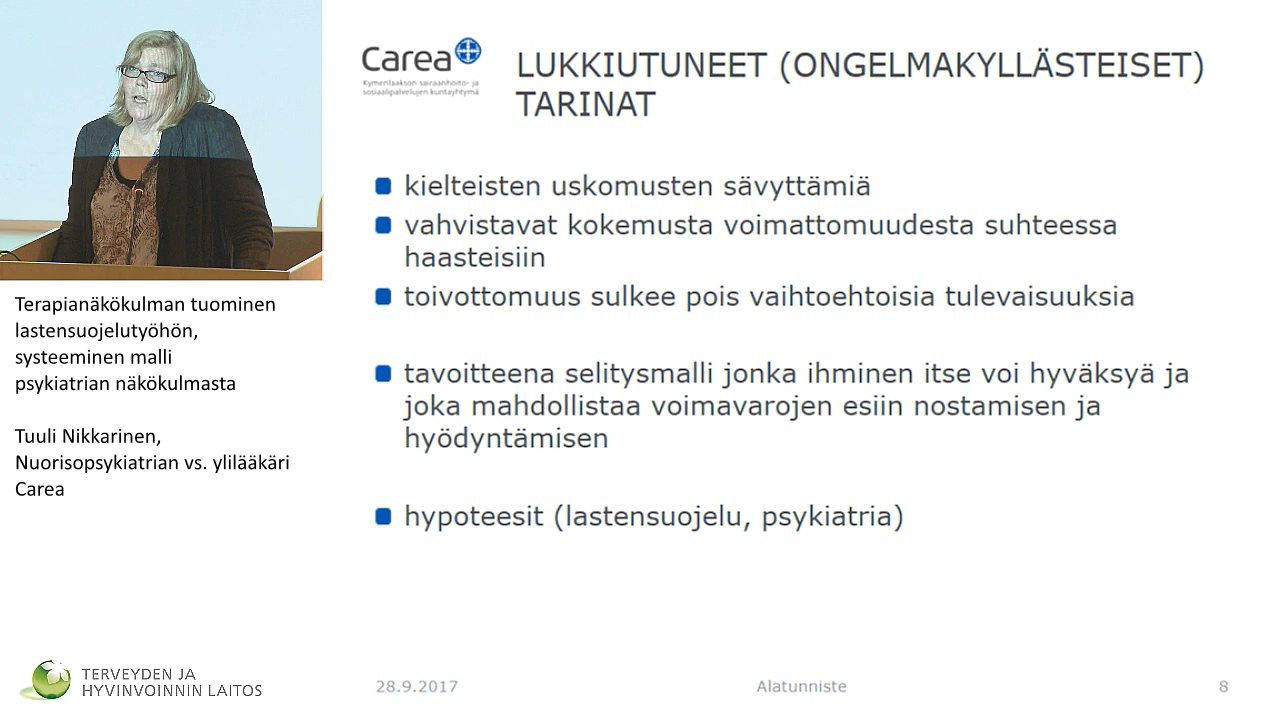 Carea
Kymenlaakson sairaanhoito- ja
sosiaalipalvelujen kuntayhtymä
LUKKIUTUNEET (ONGELMAKYLLÄSTEISET)
TARINAT
kielteisten uskomusten sävyttämiä
vahvistavat kokemusta voimattomuudesta suhteessa
haasteisiin
toivottomuus sulkee pois vaihtoehtoisia tulevaisuuksia
tavoitteena selitysmalli jonka ihminen itse voi hyväksyä ja
joka mahdollistaa voimavarojen esiin nostamisen ja
hyödyntämisen
hypoteesit (lastensuojelu, psykiatria)
Terapianäkökulman tuominen
lastensuojelutyöhön,
systeeminen malli
psykiatrian näkökulmasta
Tuuli Nikkarinen,
Nuorisopsykiatrian vs. ylilääkäri
Carea
TERVEYDEN JA
HYVINVOINNIN LAITOS
28.9.2017
Alatunniste
8